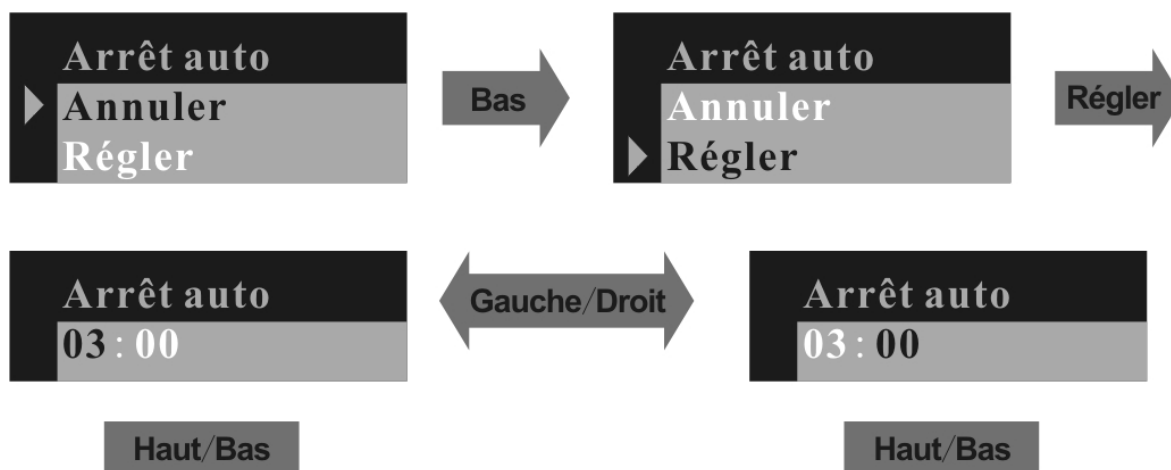 Arrêt auto
Annuler
Régler
Bas
Arrêt auto
Annuler
Régler
Régler
Arrêt auto
03 : 00
Gauche/Droit
Arrêt auto
03 : 00
Haut/Bas
Haut/Bas